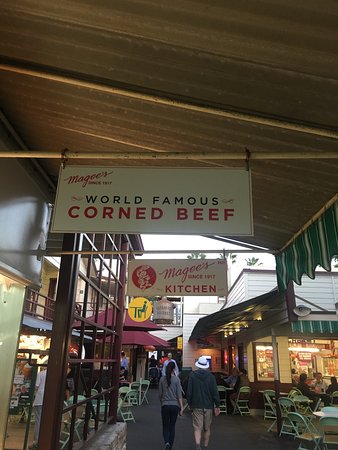 Magee's
SINCE 1917
WORLD FAMOUS
CORNED BEEF
Magee's
SINCE 1917
KITCHEN